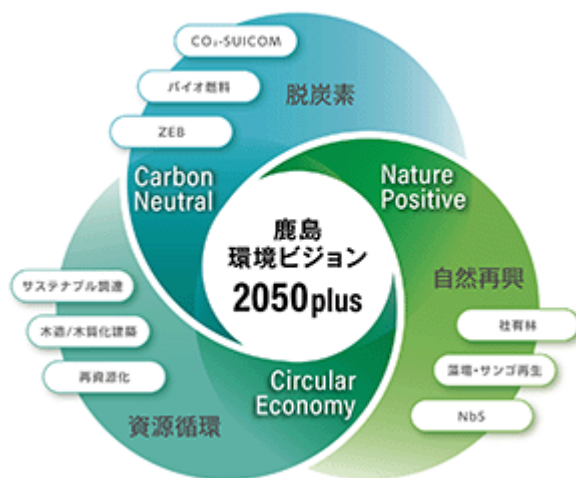 CO₂-SUICOM
バイオ燃料
ZEB
脱炭素
Carbon
Neutral
Nature
Positive
鹿島
環境ビジョン
2050plus
自然再興
サステナブル調達
木造/木質化建築
再資源化
社有林
藻場・サンゴ再生
NbS
Circular
Economy
資源循環